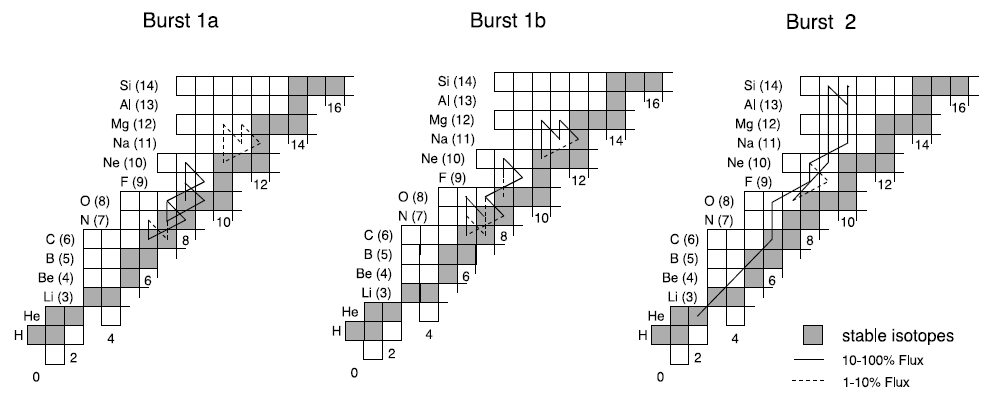 Burst 1a
Si (14)
Al (13)
Mg (12)
Na (11)
Ne (10)
F (9)
O (8)
N (7)
C (6)
B (5)
Be (4)
Li (3)
He
H
0
2
4
6
8
10
12
14
16
Burst 1b
Si (14)
Al (13)
Mg (12)
Na (11)
Ne (10)
F (9)
O (8)
N (7)
C (6)
B (5)
Be (4)
Li (3)
He
H
0
2
4
6
8
10
12
14
16
Burst 2
Si (14)
Al (13)
Mg (12)
Na (11)
Ne (10)
F (9)
O (8)
N (7)
C (6)
B (5)
Be (4)
Li (3)
He
H
0
2
4
6
8
10
12
14
16
stable isotopes
10-100% Flux
1-10% Flux